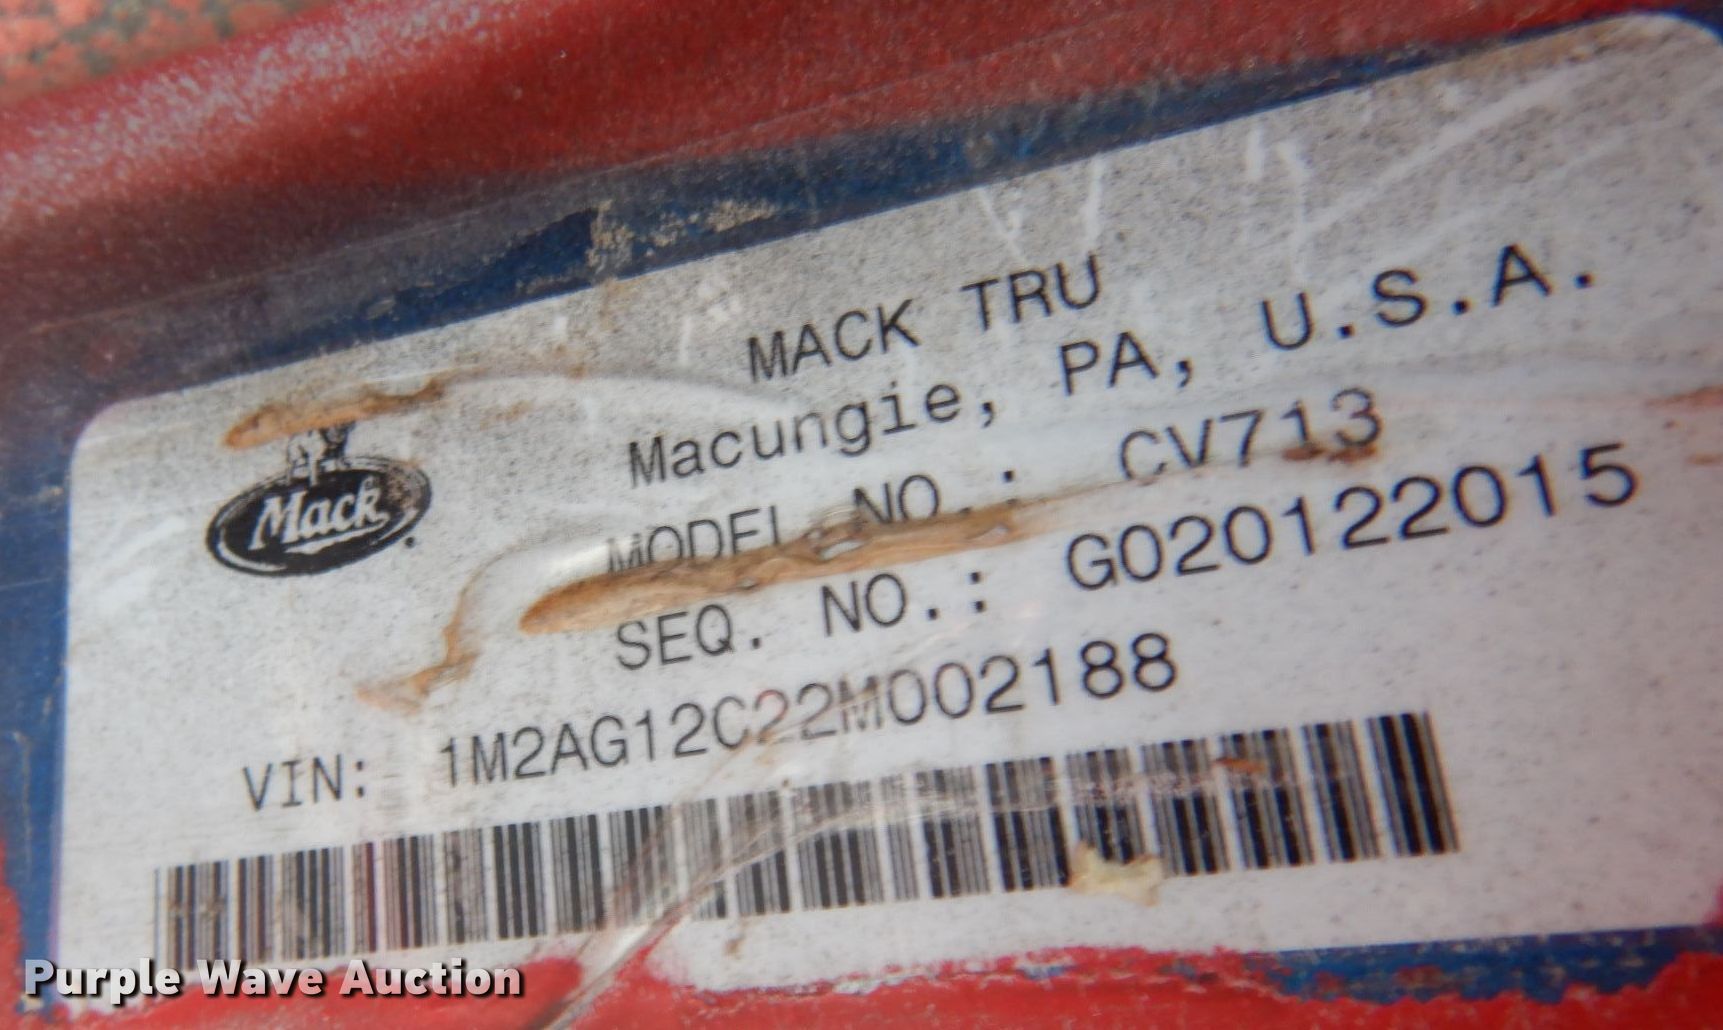 MACK TRU
Macungie, PA, U.S.A.
Mack
MODEL NO.: CV713
SEQ. NO.: G020122015
VIN: 1M2AG12C22M002188
Purple Wave Auction